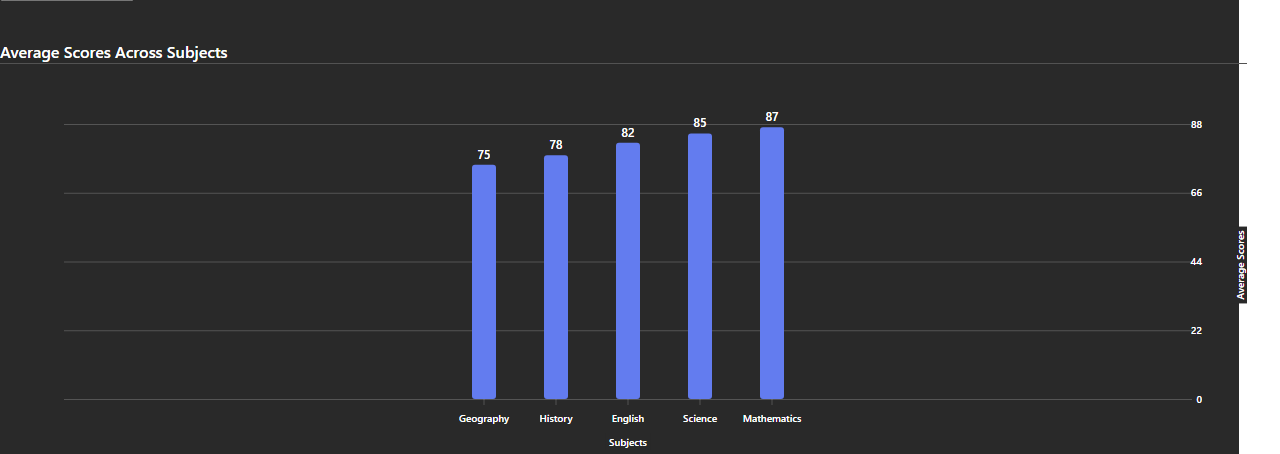 Average Scores Across Subjects
75
78
82
85
87
88
66
44
22
0
Average Scores
Geography
History
English
Science
Mathematics
Subjects